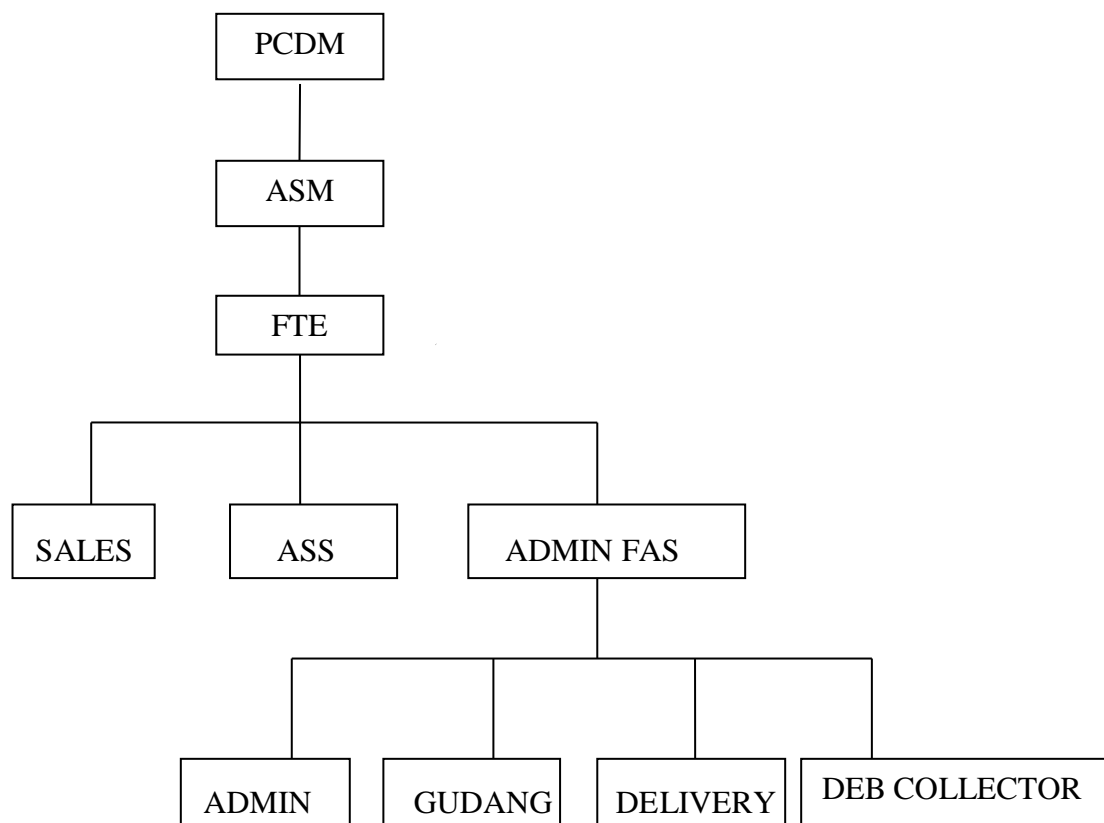 PCDM
ASM
FTE
SALES
ASS
ADMIN FAS
ADMIN
GUDANG
DELIVERY
DEB COLLECTOR